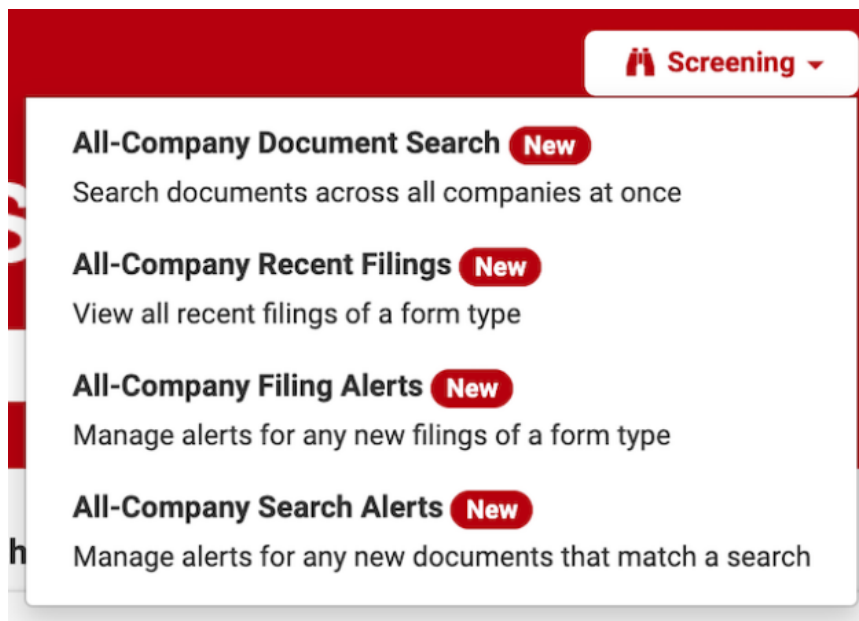 Screening
All-Company Document Search New
Search documents across all companies at once
All-Company Recent Filings New
View all recent filings of a form type
All-Company Filing Alerts New
Manage alerts for any new filings of a form type
All-Company Search Alerts New
h
Manage alerts for any new documents that match a search